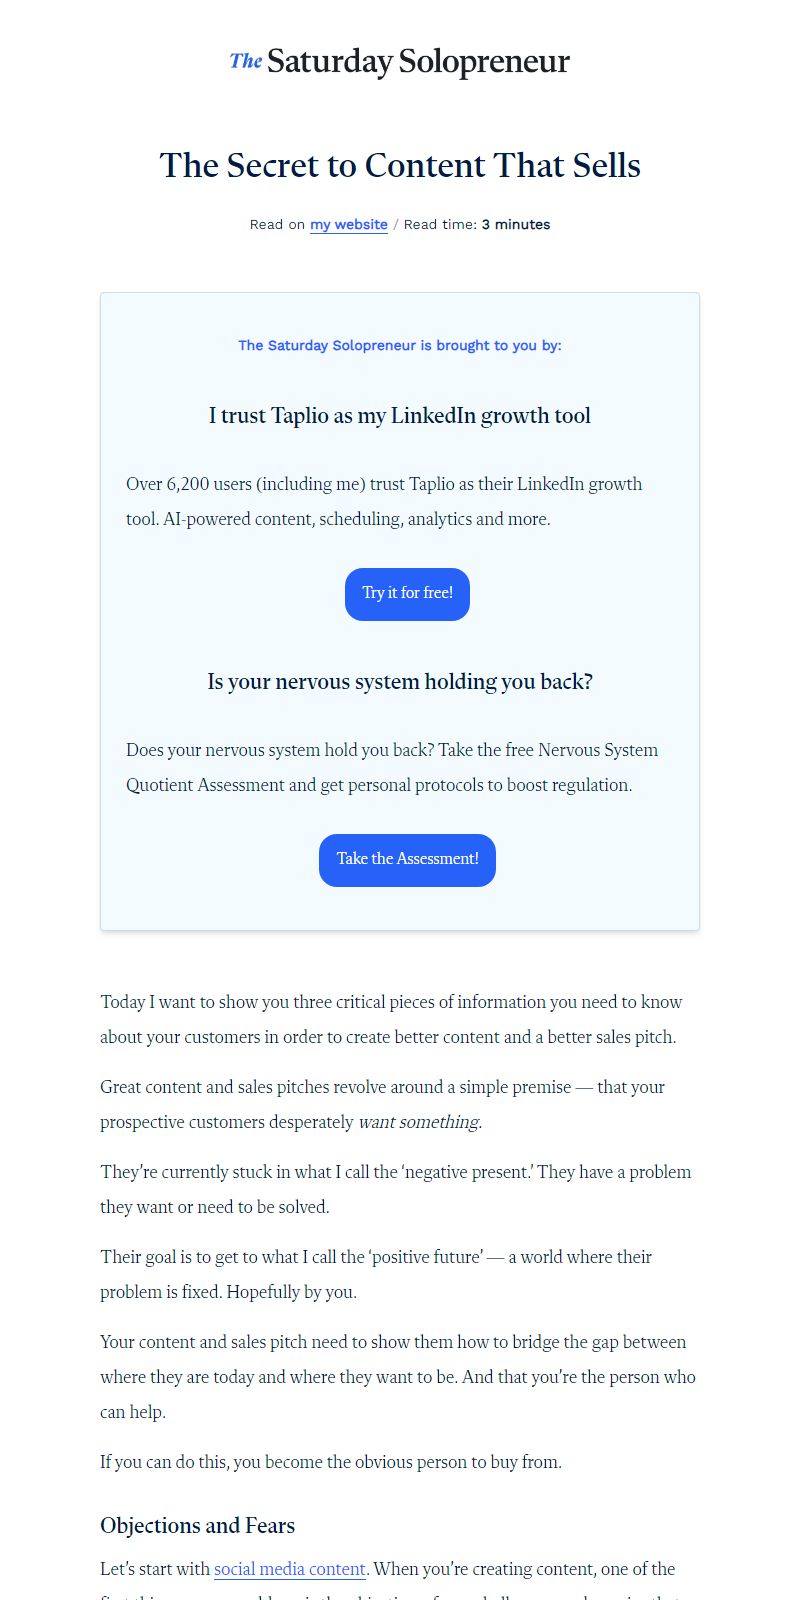 The Saturday Solopreneur
The Secret to Content That Sells
Read on my website / Read time: 3 minutes
The Saturday Solopreneur is brought to you by:
I trust Taplio as my LinkedIn growth tool
Over 6,200 users (including me) trust Taplio as their LinkedIn growth
tool. AI-powered content, scheduling, analytics and more.
Try it for free!
Is your nervous system holding you back?
Does your nervous system hold you back? Take the free Nervous System
Quotient Assessment and get personal protocols to boost regulation.
Take the Assessment!
Today I want to show you three critical pieces of information you need to know
about your customers in order to create better content and a better sales pitch.
Great content and sales pitches revolve around a simple premise — that your
prospective customers desperately want something.
They’re currently stuck in what I call the ‘negative present.’ They have a problem
they want or need to be solved.
Their goal is to get to what I call the ‘positive future’ — a world where their
problem is fixed. Hopefully by you.
Your content and sales pitch need to show them how to bridge the gap between
where they are today and where they want to be. And that you’re the person who
can help.
If you can do this, you become the obvious person to buy from.
Objections and Fears
Let’s start with social media content. When you’re creating content, one of the